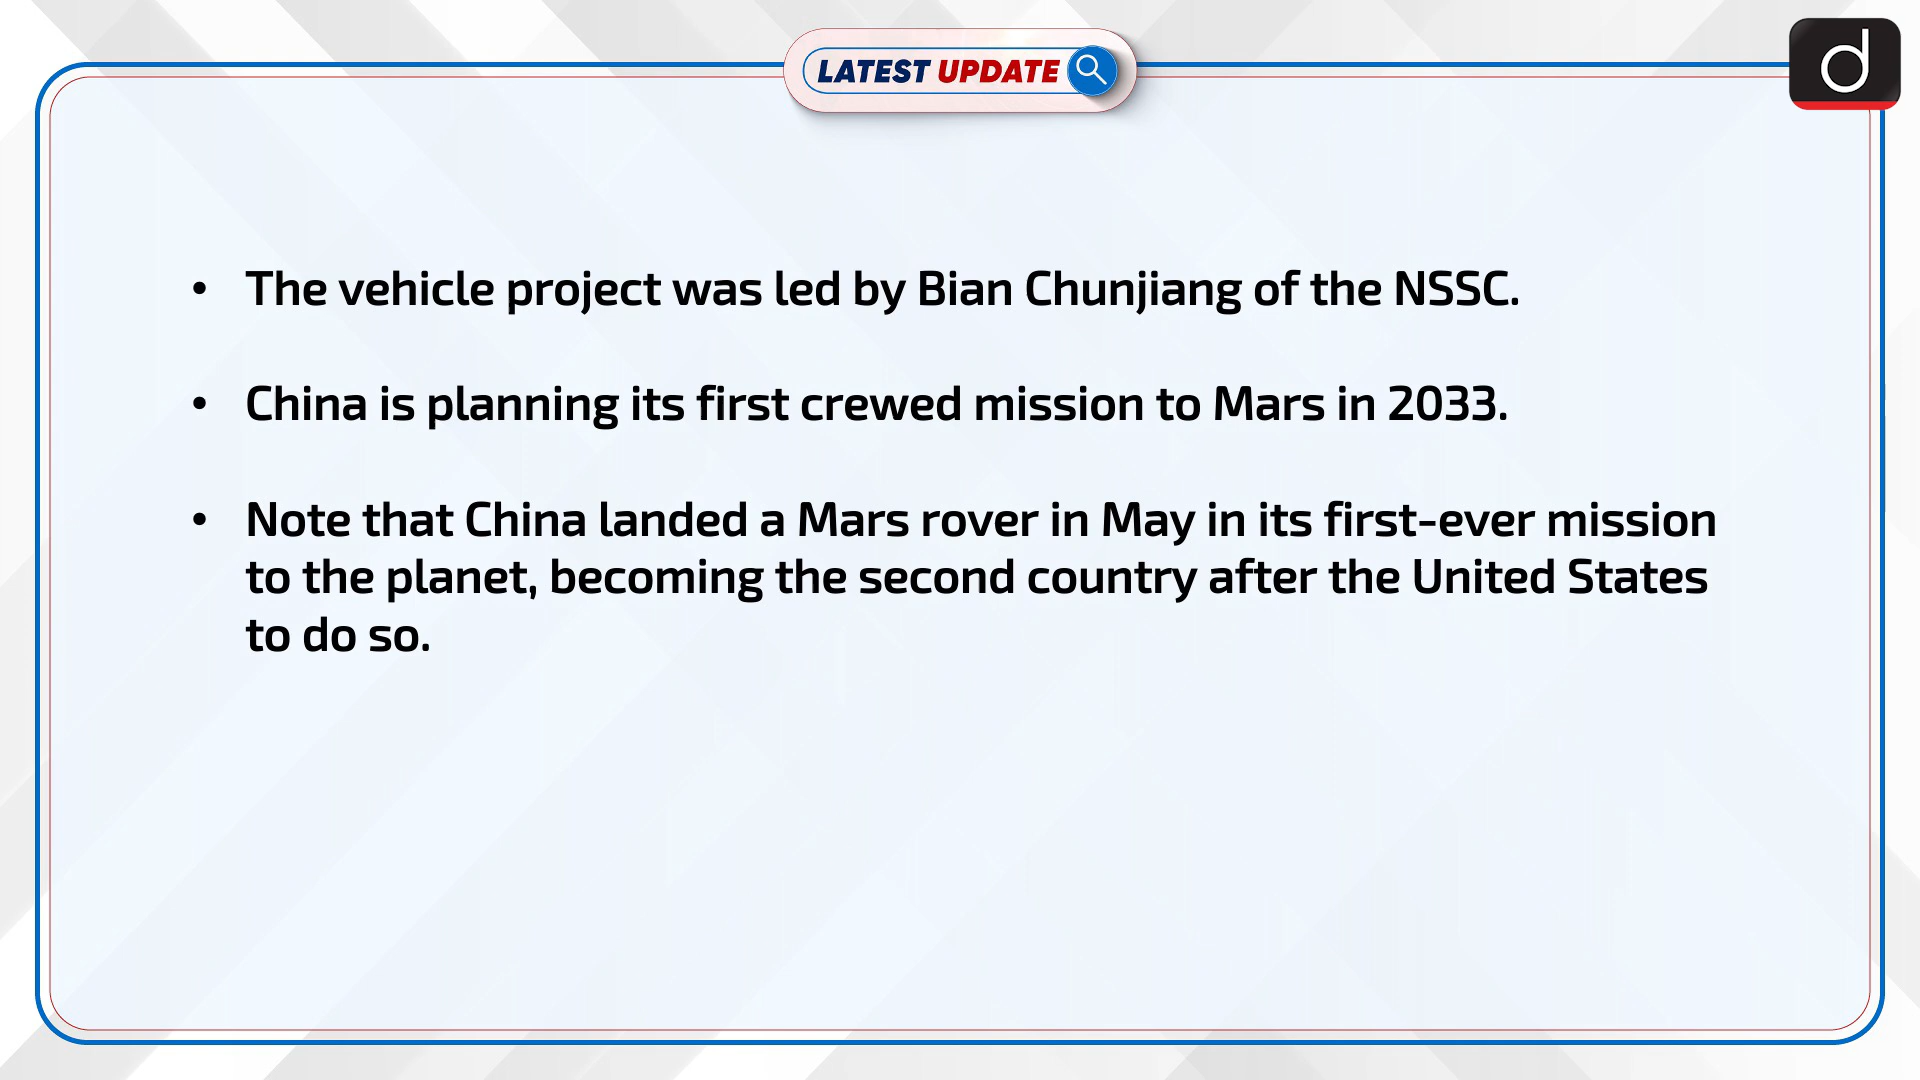 LATEST UPDATE
d
• The vehicle project was led by Bian Chunjiang of the NSSC.
• China is planning its first crewed mission to Mars in 2033.
• Note that China landed a Mars rover in May in its first-ever mission
to the planet, becoming the second country after the United States
to do so.